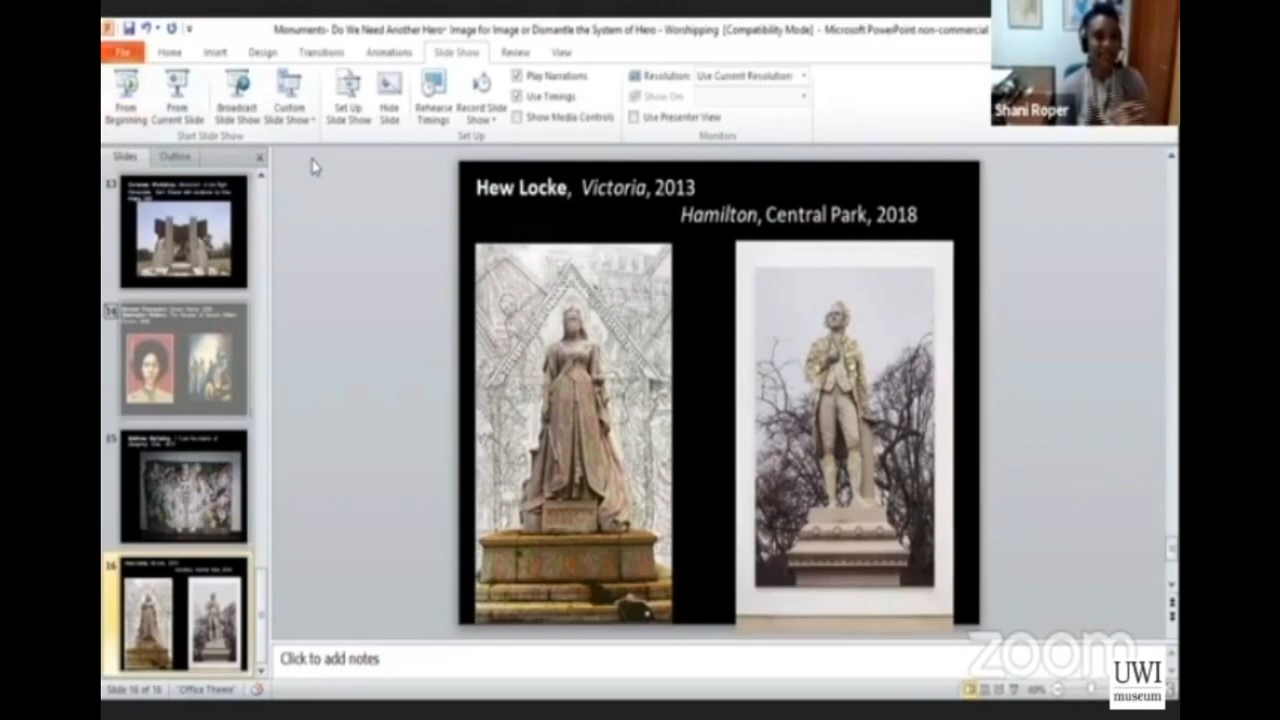 Monuments- Do We Need Another Hero- Image for Image or Dismantle the System of Hero - Worshipping [Compatibility Mode] - Microsoft PowerPoint non-commercial
File Home Insert Design Transitions Animations Slide Show Review View
From Beginning
From Current Slide
Broadcast Slide Show
Custom Slide Show
Set Up Slide Show
Hide Slide
Rehearse Timings
Record Slide Show
Play Narrations
Use Timings
Show Media Controls
Resolution: Use Current Resolution
Show On:
Use Presenter View
Start Slide Show
Set Up
Monitors
Shani Roper
Slides Outline
13
14
15
16
Hew Locke, Victoria, 2013
Hamilton, Central Park, 2018
Click to add notes
Slide 16 of 16
"Office Theme"
69%
zoom
UWI
museum